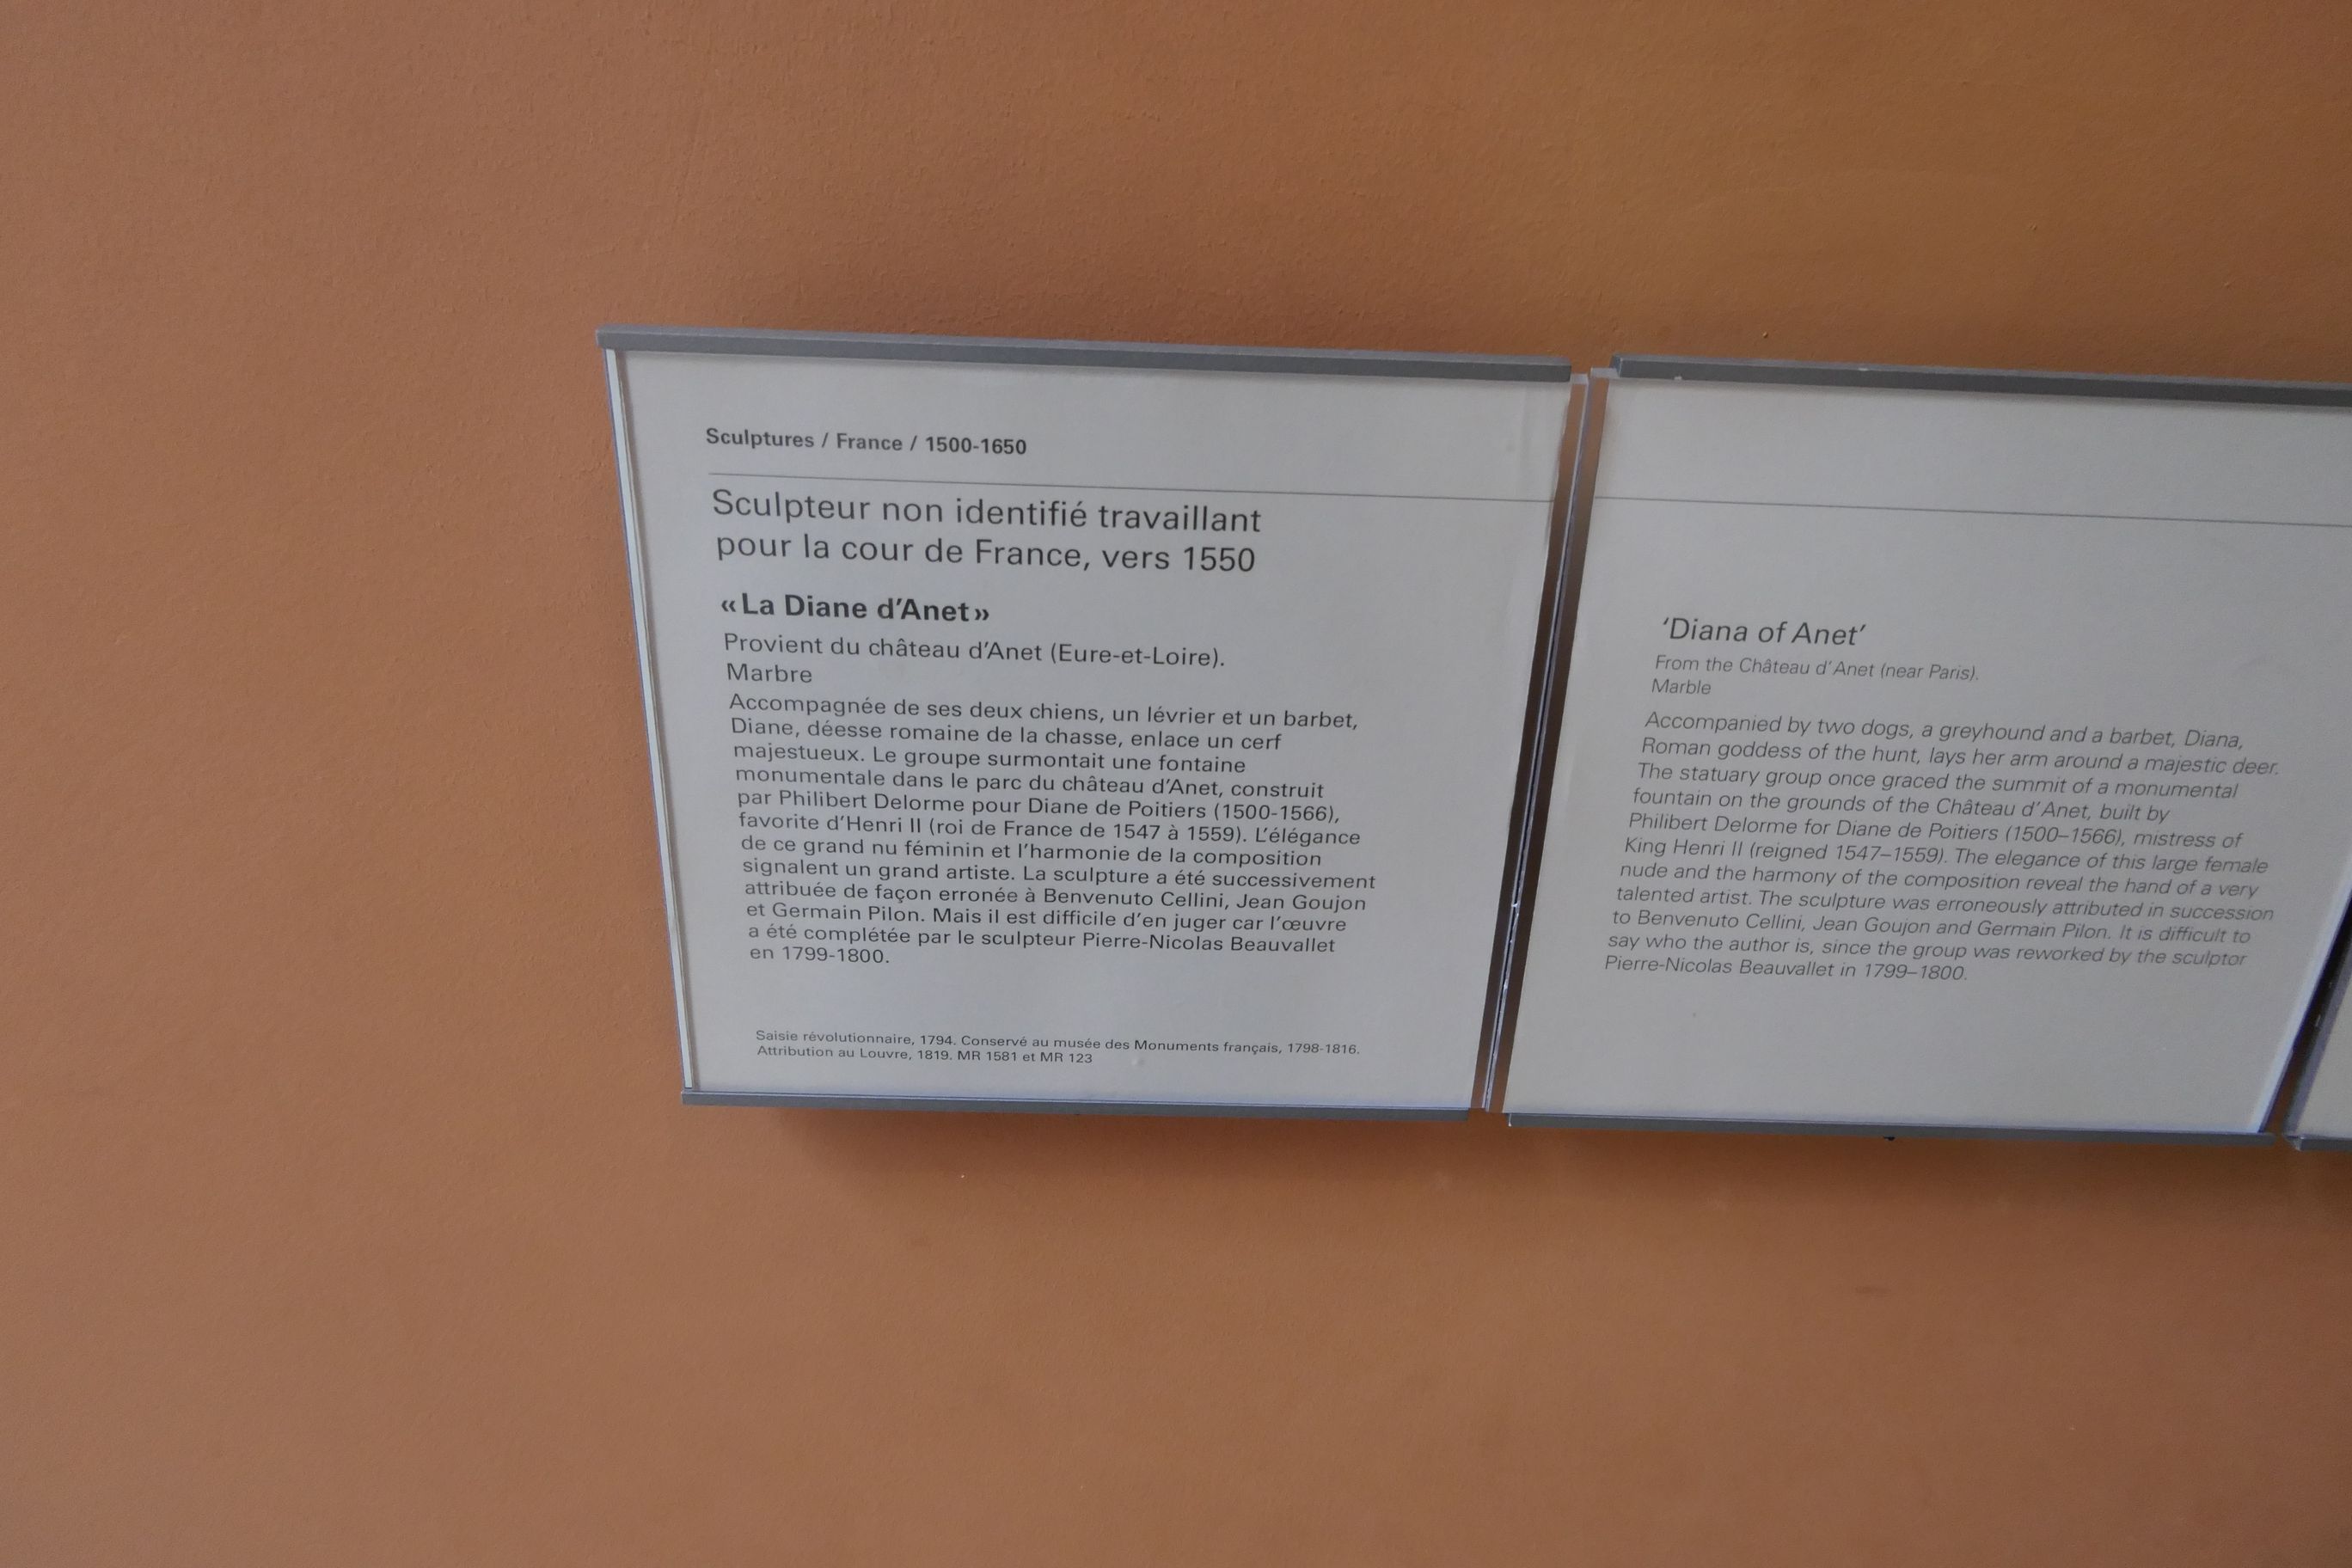 Sculptures / France / 1500-1650
Sculpteur non identifié travaillant
pour la cour de France, vers 1550
«La Diane d'Anet»
Provient du château d'Anet (Eure-et-Loire).
Marbre
Accompagnée de ses deux chiens, un lévrier et un barbet,
Diane, déesse romaine de la chasse, enlace un cerf
majestueux. Le groupe surmontait une fontaine
monumentale dans le parc du château d'Anet, construit
par Philibert Delorme pour Diane de Poitiers (1500-1566),
favorite d'Henri II (roi de France de 1547 à 1559). L'élégance
de ce grand nu féminin et l'harmonie de la composition
signalent un grand artiste. La sculpture a été successivement
attribuée de façon erronée à Benvenuto Cellini, Jean Goujon
et Germain Pilon. Mais il est difficile d'en juger car l'œuvre
a été complétée par le sculpteur Pierre-Nicolas Beauvallet
en 1799-1800.
Saisie révolutionnaire, 1794. Conservé au musée des Monuments français, 1798-1816.
Attribution au Louvre, 1819. MR 1581 et MR 123
'Diana of Anet'
From the Château d'Anet (near Paris).
Marble
Accompanied by two dogs, a greyhound and a barbet, Diana,
Roman goddess of the hunt, lays her arm around a majestic deer.
The statuary group once graced the summit of a monumental
fountain on the grounds of the Château d'Anet, built by
Philibert Delorme for Diane de Poitiers (1500–1566), mistress of
King Henri II (reigned 1547–1559). The elegance of this large female
nude and the harmony of the composition reveal the hand of a very
talented artist. The sculpture was erroneously attributed in succession
to Benvenuto Cellini, Jean Goujon and Germain Pilon. It is difficult to
say who the author is, since the group was reworked by the sculptor
Pierre-Nicolas Beauvallet in 1799–1800.